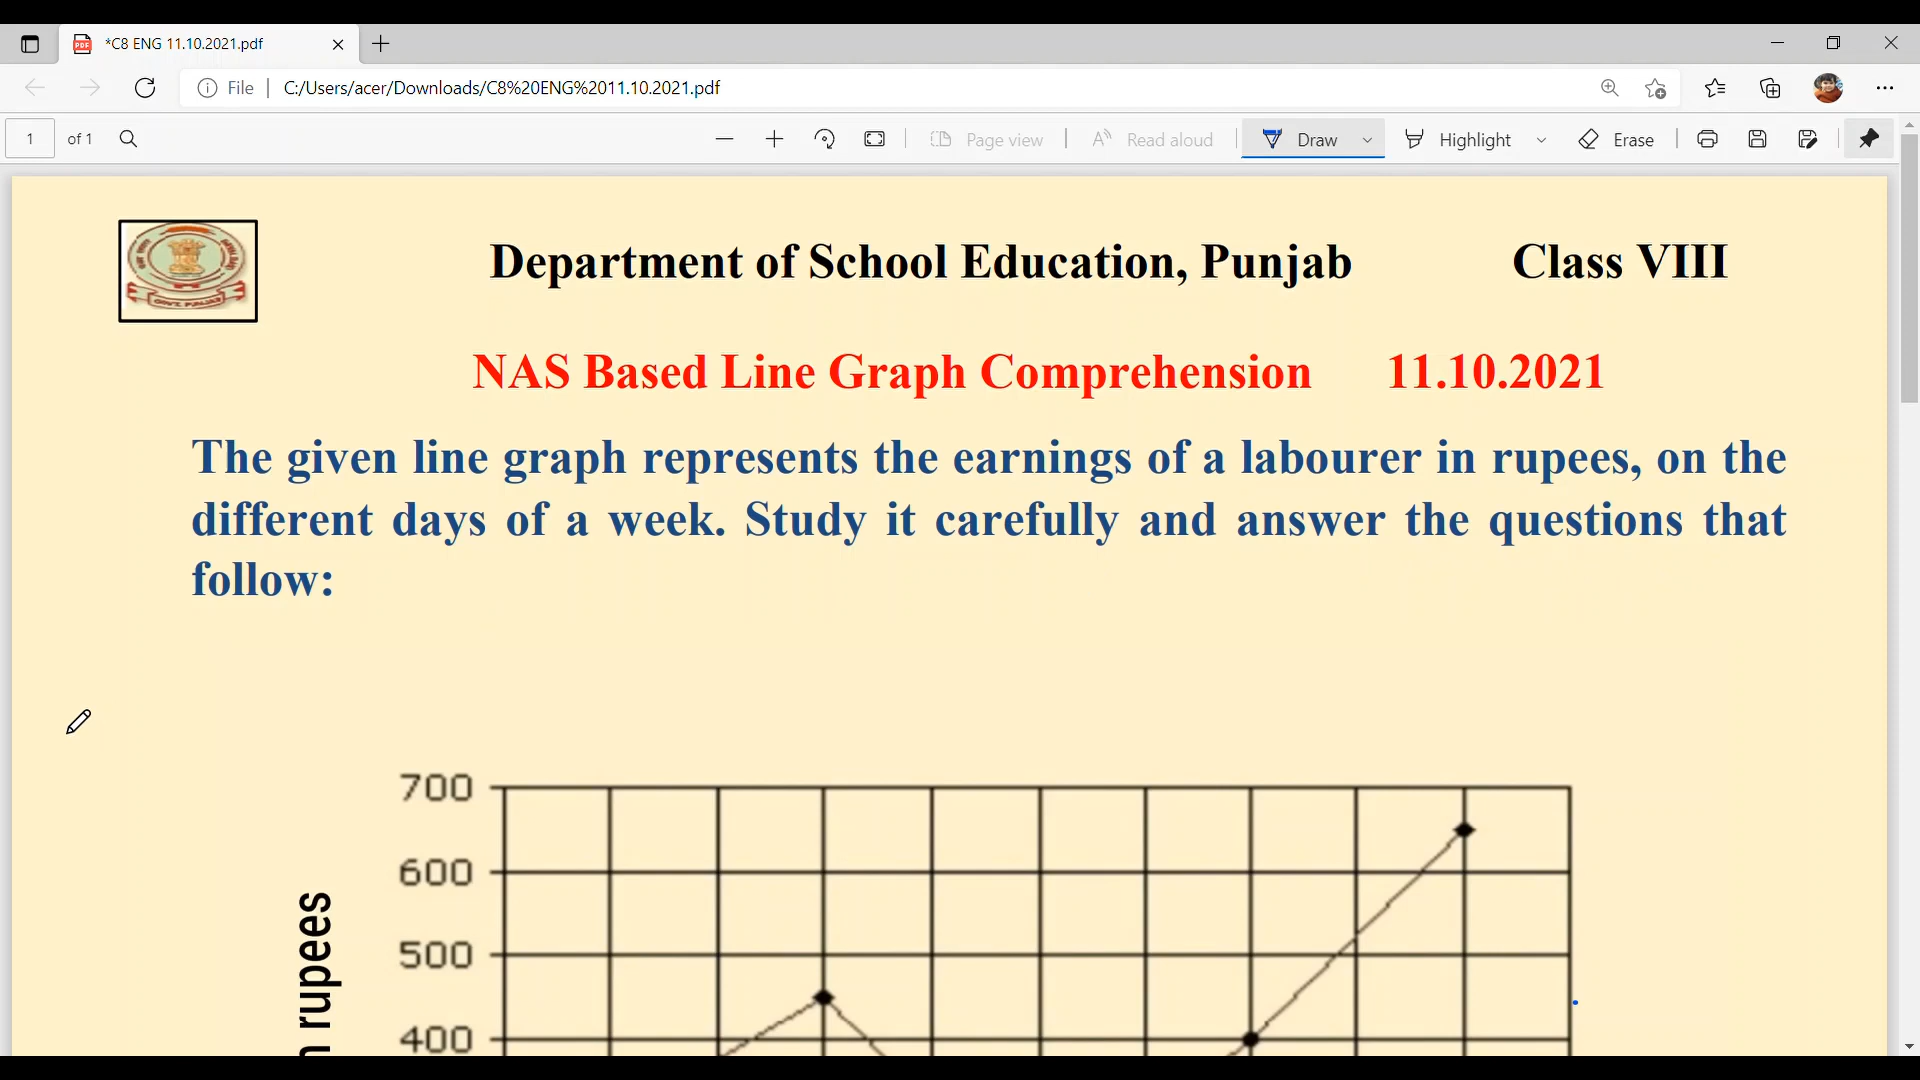 *C8 ENG 11.10.2021.pdf
File C:/Users/acer/Downloads/C8%20ENG%2011.10.2021.pdf
1 of 1 Page view Read aloud Draw Highlight Erase
Department of School Education, Punjab Class VIII
NAS Based Line Graph Comprehension 11.10.2021
The given line graph represents the earnings of a labourer in rupees, on the
different days of a week. Study it carefully and answer the questions that
follow:
700
600
500
400
rupees